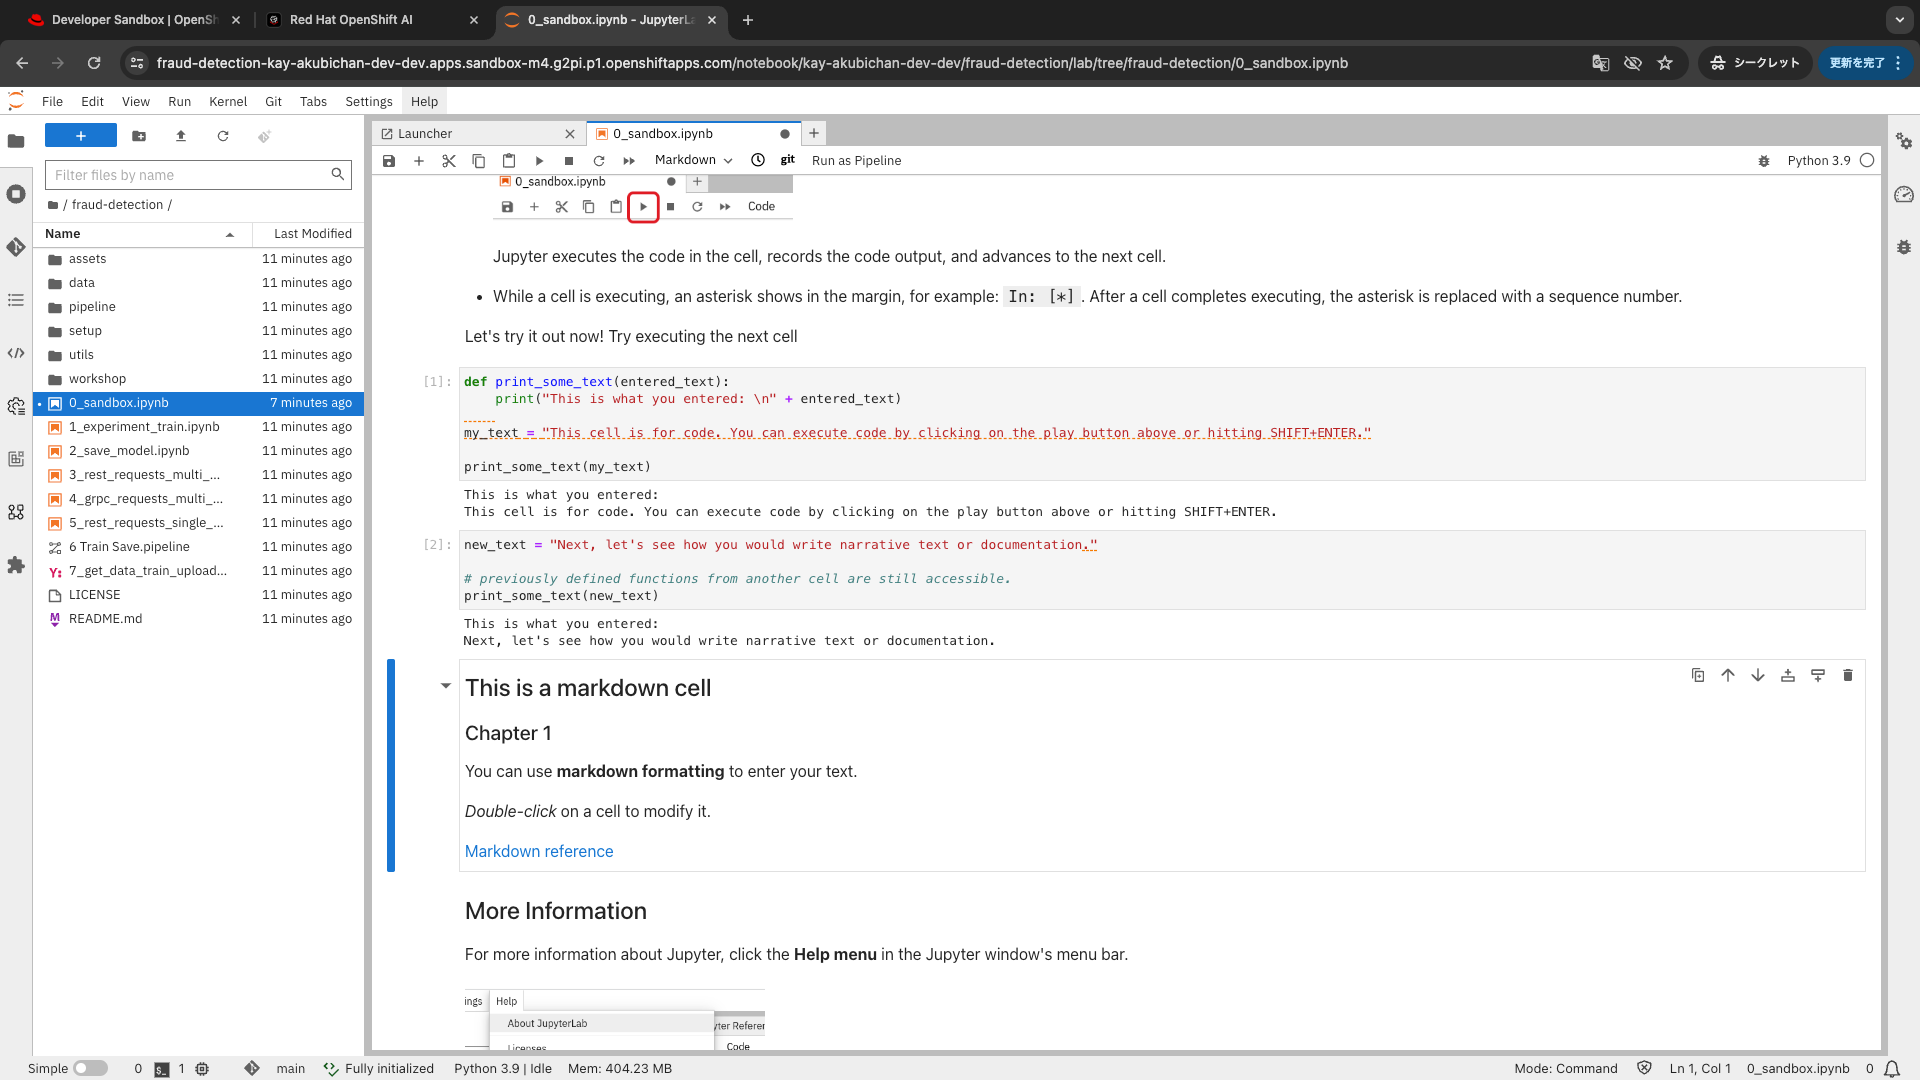 Developer Sandbox | OpenSh
Red Hat OpenShift AI
0_sandbox.ipynb - JupyterLa
fraud-detection-kay-akubichan-dev-dev.apps.sandbox-m4.g2pi.p1.openshiftapps.com/notebook/kay-akubichan-dev-dev/fraud-detection/lab/tree/fraud-detection/0_sandbox.ipynb
シークレット
更新を完了
File Edit View Run Kernel Git Tabs Settings Help
Filter files by name
/ fraud-detection /
Name Last Modified
assets 11 minutes ago
data 11 minutes ago
pipeline 11 minutes ago
setup 11 minutes ago
utils 11 minutes ago
workshop 11 minutes ago
0_sandbox.ipynb 7 minutes ago
1_experiment_train.ipynb 11 minutes ago
2_save_model.ipynb 11 minutes ago
3_rest_requests_multi_... 11 minutes ago
4_grpc_requests_multi_... 11 minutes ago
5_rest_requests_single_... 11 minutes ago
6 Train Save.pipeline 11 minutes ago
Y: 7_get_data_train_upload... 11 minutes ago
LICENSE 11 minutes ago
M README.md 11 minutes ago
Launcher
0_sandbox.ipynb
Markdown git Run as Pipeline Python 3.9
0_sandbox.ipynb
Code
Jupyter executes the code in the cell, records the code output, and advances to the next cell.
• While a cell is executing, an asterisk shows in the margin, for example: In: [*] . After a cell completes executing, the asterisk is replaced with a sequence number.
Let's try it out now! Try executing the next cell
[1]: def print_some_text(entered_text):
print("This is what you entered: \n" + entered_text)
my_text = "This cell is for code. You can execute code by clicking on the play button above or hitting SHIFT+ENTER."
print_some_text(my_text)
This is what you entered:
This cell is for code. You can execute code by clicking on the play button above or hitting SHIFT+ENTER.
[2]: new_text = "Next, let's see how you would write narrative text or documentation."
# previously defined functions from another cell are still accessible.
print_some_text(new_text)
This is what you entered:
Next, let's see how you would write narrative text or documentation.
This is a markdown cell
Chapter 1
You can use markdown formatting to enter your text.
Double-click on a cell to modify it.
Markdown reference
More Information
For more information about Jupyter, click the Help menu in the Jupyter window's menu bar.
ings Help
About JupyterLab
yter Referen
Licenses
Code
Simple 0 $_ 1 main Fully initialized Python 3.9 | Idle Mem: 404.23 MB
Mode: Command Ln 1, Col 1 0_sandbox.ipynb 0